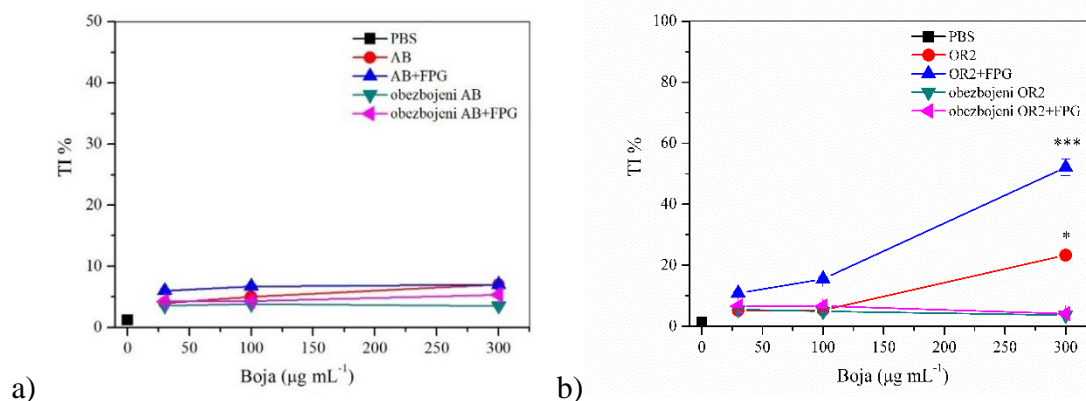 a)
TI %
50
40
30
20
10
0
PBS
AB
AB+FPG
obezbojeni AB
obezbojeni AB+FPG
0 50 100 150 200 250 300
Boja (μg mL⁻¹)
b)
TI %
100
80
60
40
20
0
PBS
OR2
OR2+FPG
obezbojeni OR2
obezbojeni OR2+FPG
***
*
0 50 100 150 200 250 300
Boja (μg mL⁻¹)